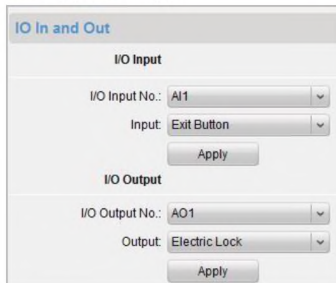 IO In and Out
I/O Input
I/O Input No.: AI1
Input: Exit Button
Apply
I/O Output
I/O Output No.: AO1
Output: Electric Lock
Apply